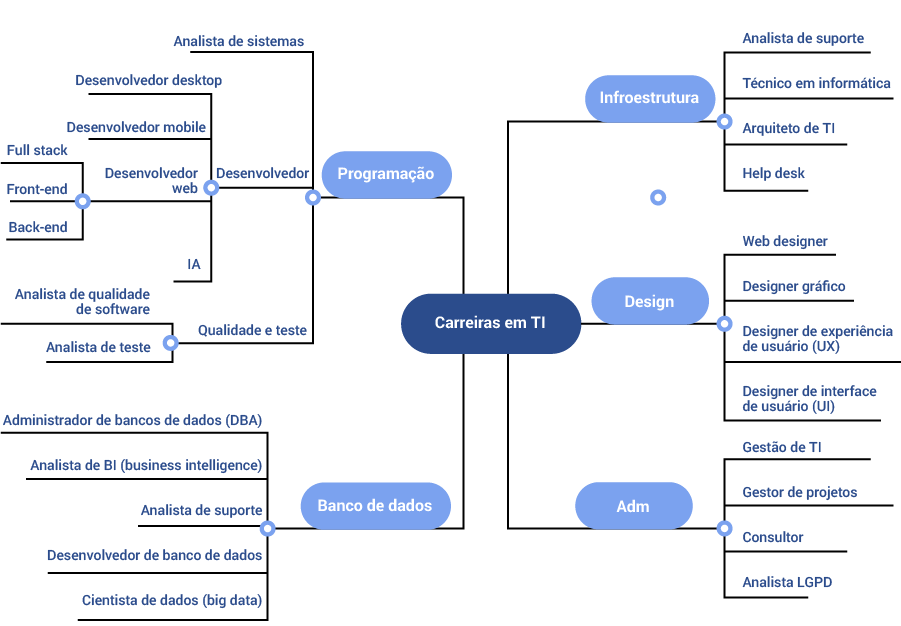 Analista de sistemas
Desenvolvedor desktop
Desenvolvedor mobile
Full stack
Front-end
Back-end
Desenvolvedor
web
Desenvolvedor
IA
Programação
Analista de qualidade
de software
Analista de teste
Qualidade e teste
Carreiras em TI
Administrador de bancos de dados (DBA)
Analista de BI (business intelligence)
Analista de suporte
Desenvolvedor de banco de dados
Cientista de dados (big data)
Banco de dados
Infroestrutura
Analista de suporte
Técnico em informática
Arquiteto de TI
Help desk
Design
Web designer
Designer gráfico
Designer de experiência
de usuário (UX)
Designer de interface
de usuário (UI)
Adm
Gestão de TI
Gestor de projetos
Consultor
Analista LGPD